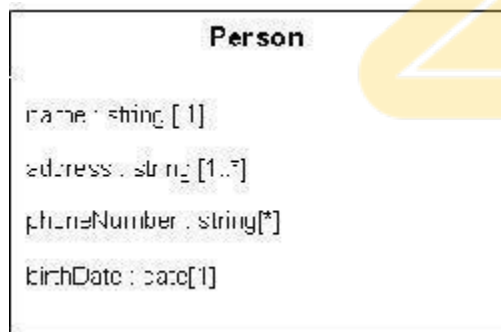 Person
name : string [1]
address : string [1..*]
phoneNumber : string[*]
birthDate : date[1]